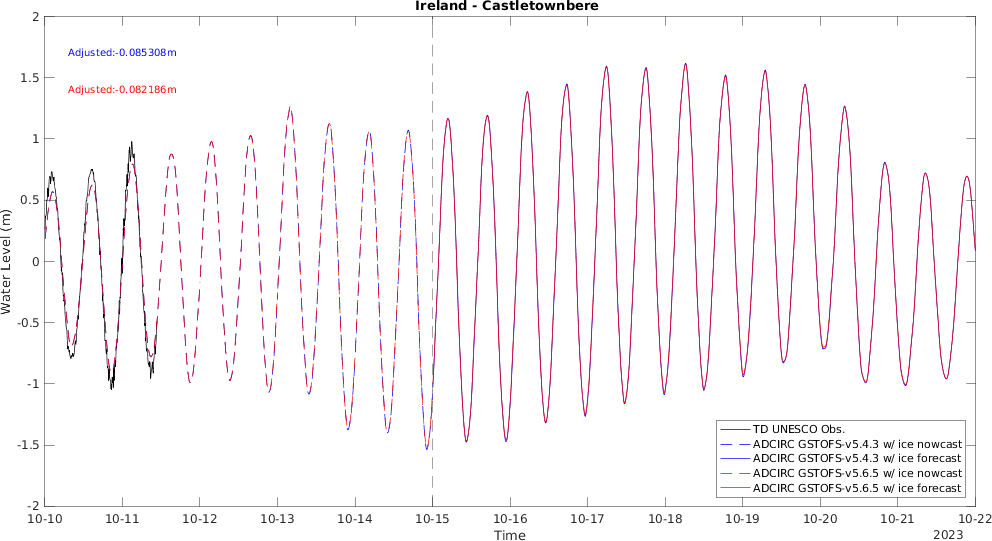 Ireland - Castletownbere
Adjusted:-0.085308m
Adjusted:-0.082186m
Water Level (m)
2
1.5
1
0.5
0
-0.5
-1
-1.5
-2
TD UNESCO Obs.
ADCIRC GSTOFS-v5.4.3 w/ ice nowcast
ADCIRC GSTOFS-v5.4.3 w/ ice forecast
ADCIRC GSTOFS-v5.6.5 w/ ice nowcast
ADCIRC GSTOFS-v5.6.5 w/ ice forecast
10-10 10-11 10-12 10-13 10-14 10-15 10-16 10-17 10-18 10-19 10-20 10-21 10-22
Time
2023